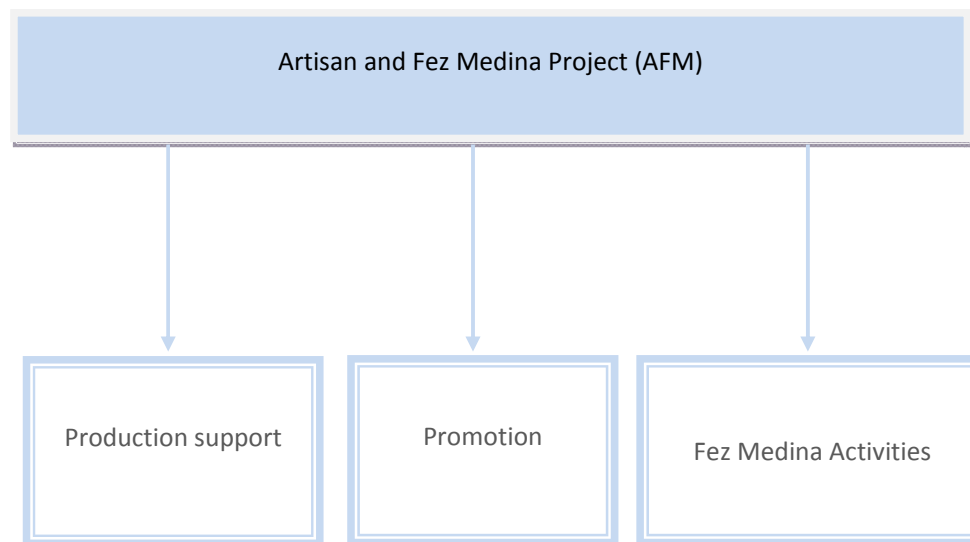 Artisan and Fez Medina Project (AFM)
Production support
Promotion
Fez Medina Activities